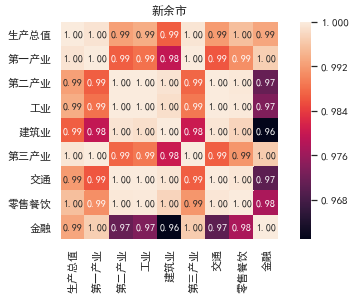 新余市
生产总值 1.00 1.00 0.99 0.99 0.99 1.00 0.99 1.00 0.99
第一产业 1.00 1.00 0.99 0.99 0.98 1.00 0.99 0.99 1.00
第二产业 0.99 0.99 1.00 1.00 1.00 0.99 1.00 1.00 0.97
工业 0.99 0.99 1.00 1.00 1.00 0.99 1.00 1.00 0.97
建筑业 0.99 0.98 1.00 1.00 1.00 0.98 1.00 1.00 0.96
第三产业 1.00 1.00 0.99 0.99 0.98 1.00 0.99 0.99 1.00
交通 0.99 0.99 1.00 1.00 1.00 0.99 1.00 1.00 0.97
零售餐饮 1.00 0.99 1.00 1.00 1.00 0.99 1.00 1.00 0.98
金融 0.99 1.00 0.97 0.97 0.96 1.00 0.97 0.98 1.00
生产总值 第一产业 第二产业 工业 建筑业 第三产业 交通 零售餐饮 金融
1.000
0.992
0.984
0.976
0.968